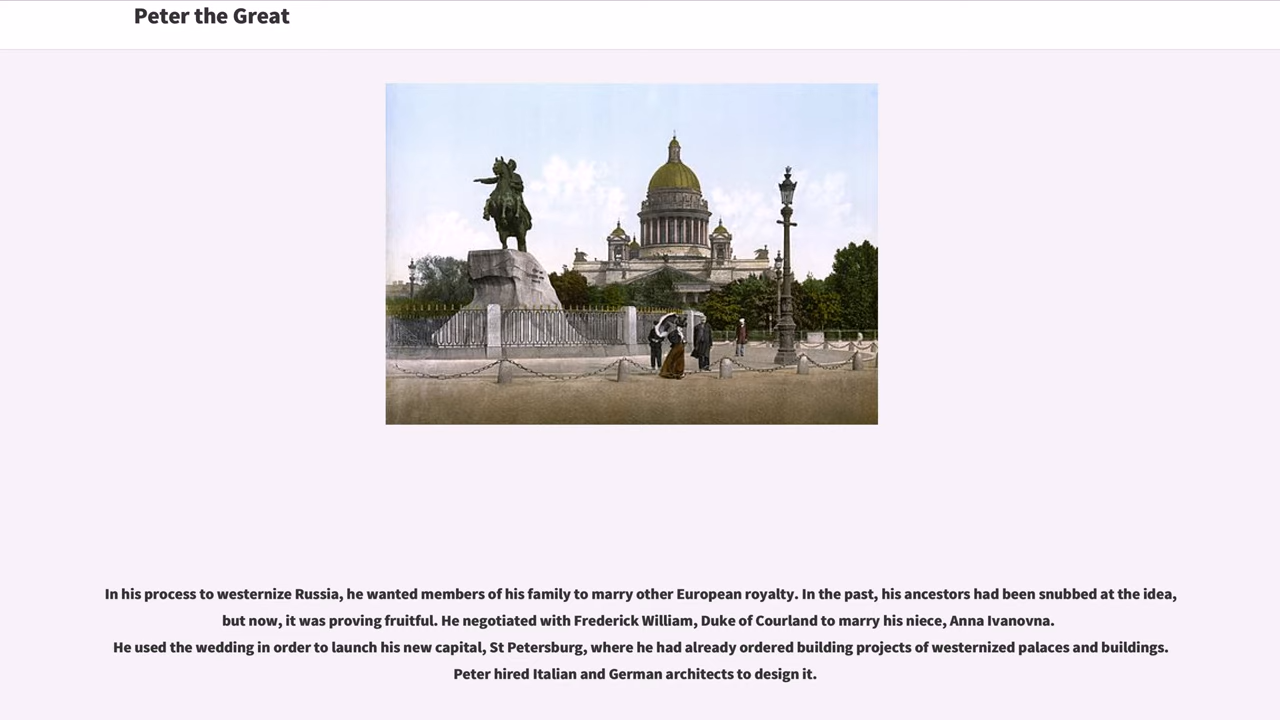 Peter the Great
In his process to westernize Russia, he wanted members of his family to marry other European royalty. In the past, his ancestors had been snubbed at the idea,
but now, it was proving fruitful. He negotiated with Frederick William, Duke of Courland to marry his niece, Anna Ivanovna.
He used the wedding in order to launch his new capital, St Petersburg, where he had already ordered building projects of westernized palaces and buildings.
Peter hired Italian and German architects to design it.